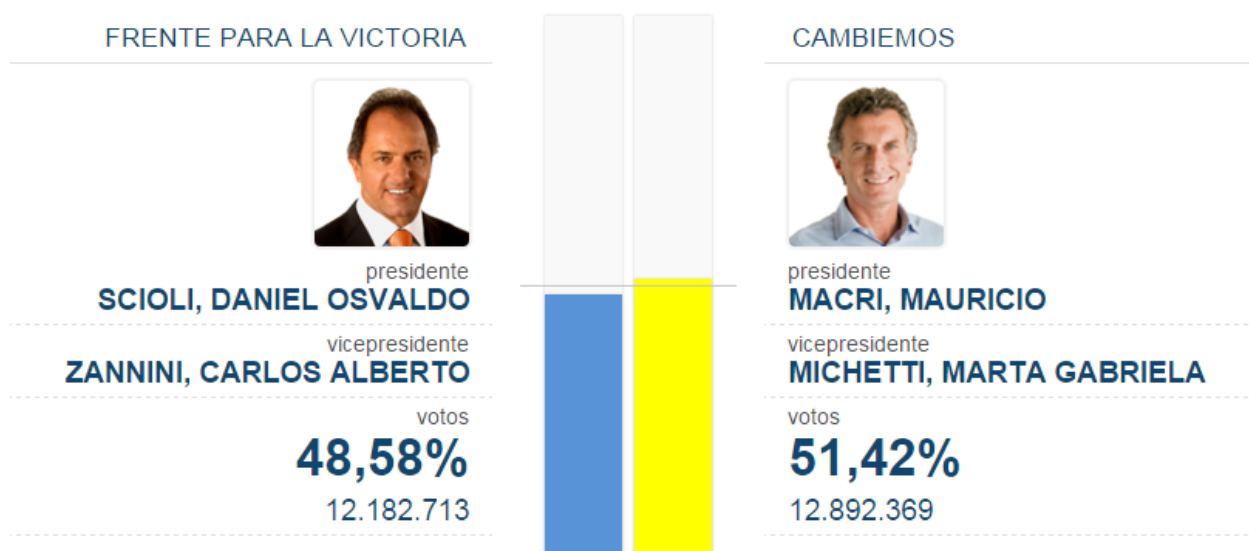 FRENTE PARA LA VICTORIA
presidente
SCIOLI, DANIEL OSVALDO
vicepresidente
ZANNINI, CARLOS ALBERTO
votos
48,58%
12.182.713
CAMBIEMOS
presidente
MACRI, MAURICIO
vicepresidente
MICHETTI, MARTA GABRIELA
votos
51,42%
12.892.369